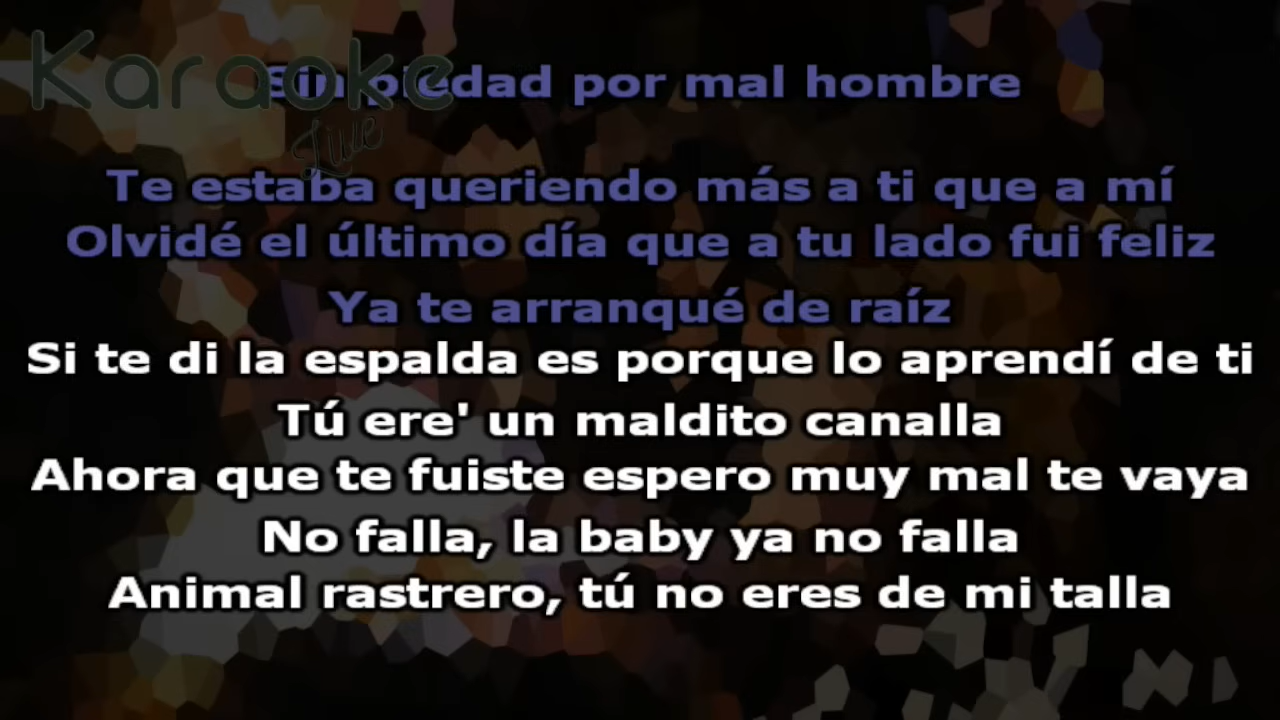 Karaoke
Live
Sin piedad por mal hombre
Te estaba queriendo más a ti que a mí
Olvidé el último día que a tu lado fui feliz
Ya te arranqué de raíz
Si te di la espalda es porque lo aprendí de ti
Tú ere' un maldito canalla
Ahora que te fuiste espero muy mal te vaya
No falla, la baby ya no falla
Animal rastrero, tú no eres de mi talla